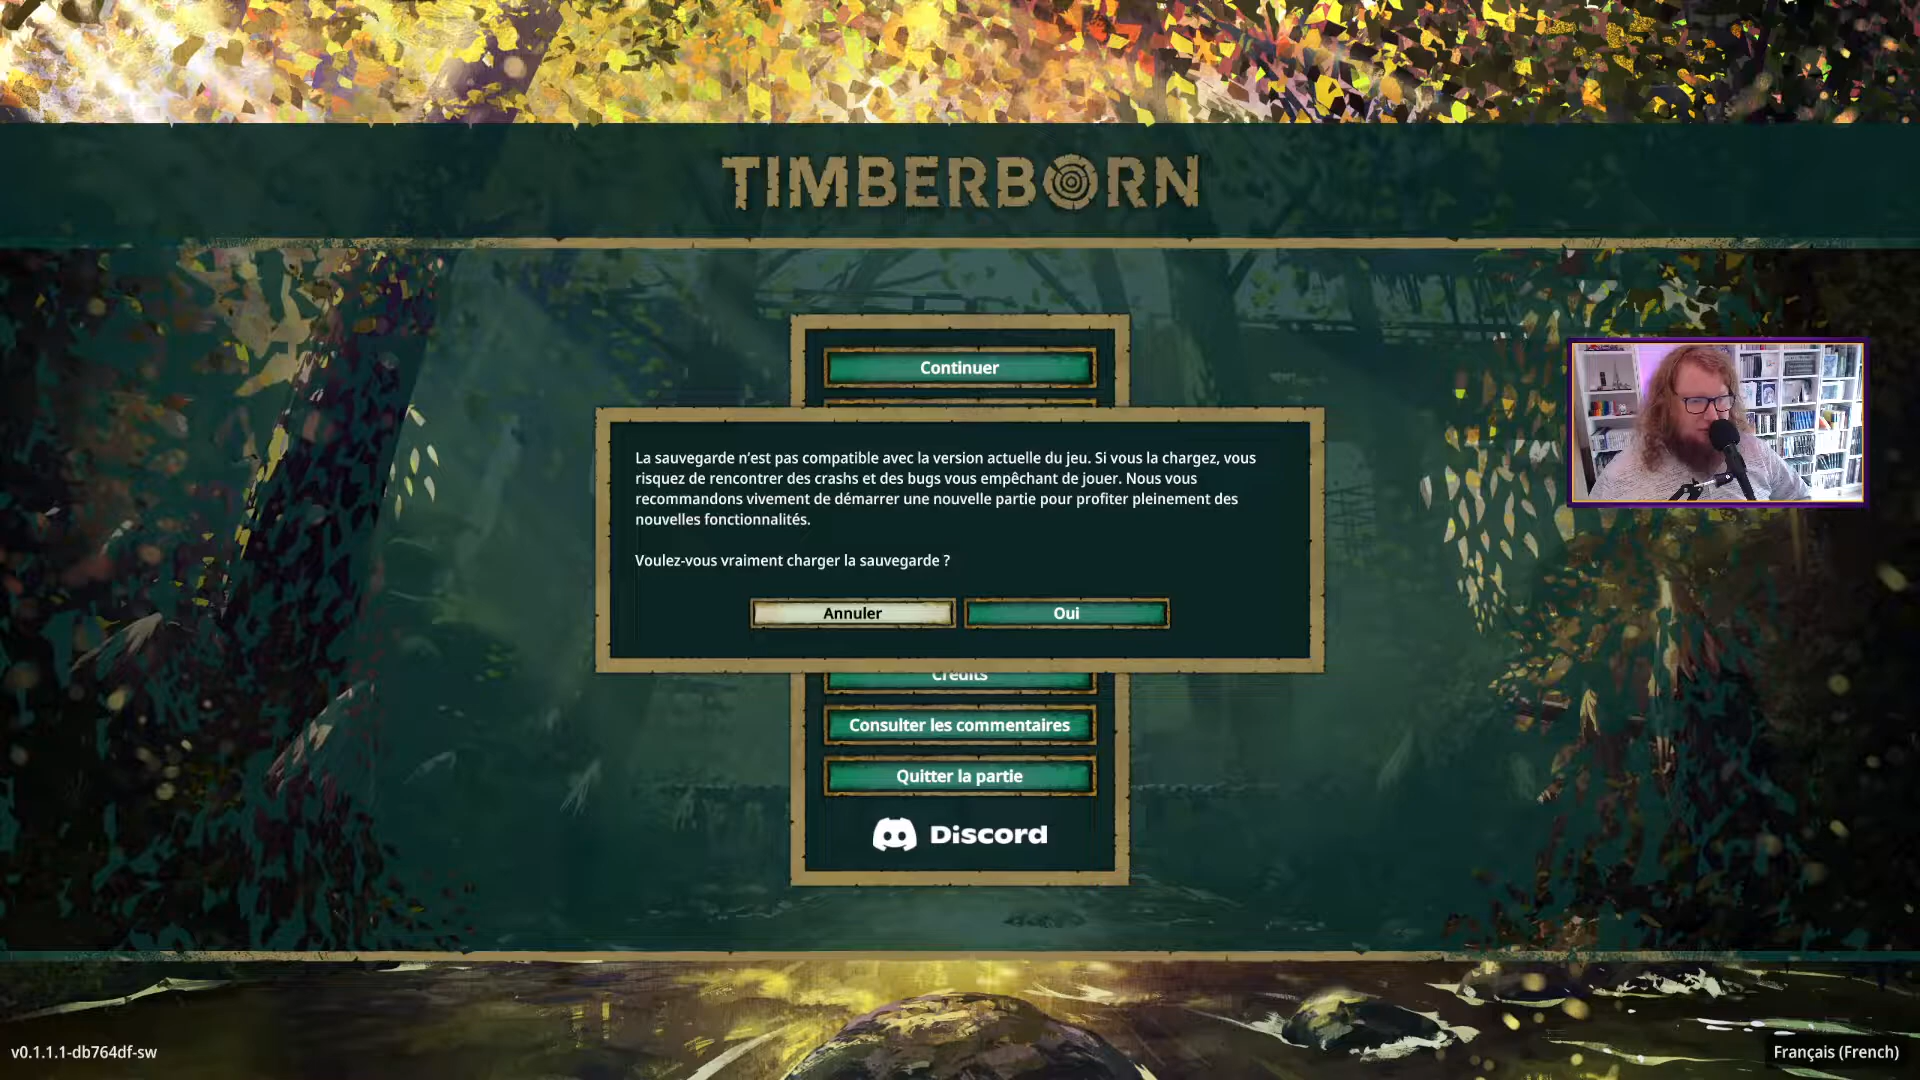 TIMBERBORN
Continuer
La sauvegarde n’est pas compatible avec la version actuelle du jeu. Si vous la chargez, vous
risquez de rencontrer des crashs et des bugs vous empêchant de jouer. Nous vous
recommandons vivement de démarrer une nouvelle partie pour profiter pleinement des
nouvelles fonctionnalités.
Voulez-vous vraiment charger la sauvegarde ?
Annuler
Oui
Crédits
Consulter les commentaires
Quitter la partie
Discord
v0.1.1.1-db764df-sw
Français (French)